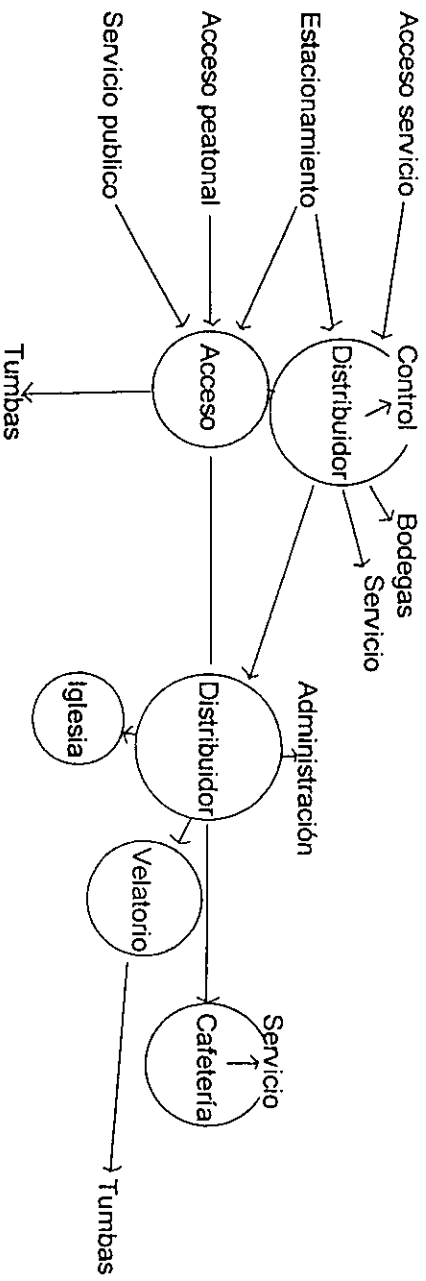 Acceso servicio
Estacionamiento
Acceso peatonal
Servicio publico
Control
Distribuidor
Acceso
Tumbas
Bodegas
Servicio
Administración
Distribuidor
Iglesia
Velatorio
Servicio
Cafetería
Tumbas